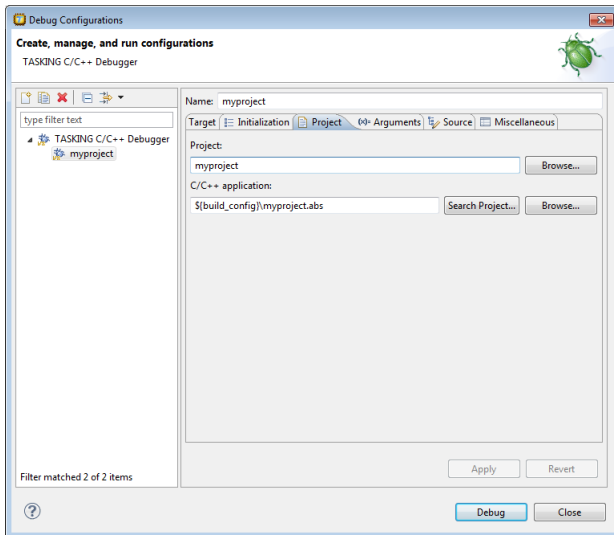 Debug Configurations
Create, manage, and run configurations
TASKING C/C++ Debugger
type filter text
TASKING C/C++ Debugger
myproject
Filter matched 2 of 2 items
Name: myproject
Target Initialization Project (x)= Arguments Source Miscellaneous
Project:
myproject Browse...
C/C++ application:
${build_config}\myproject.abs Search Project... Browse...
Apply Revert
? Debug Close